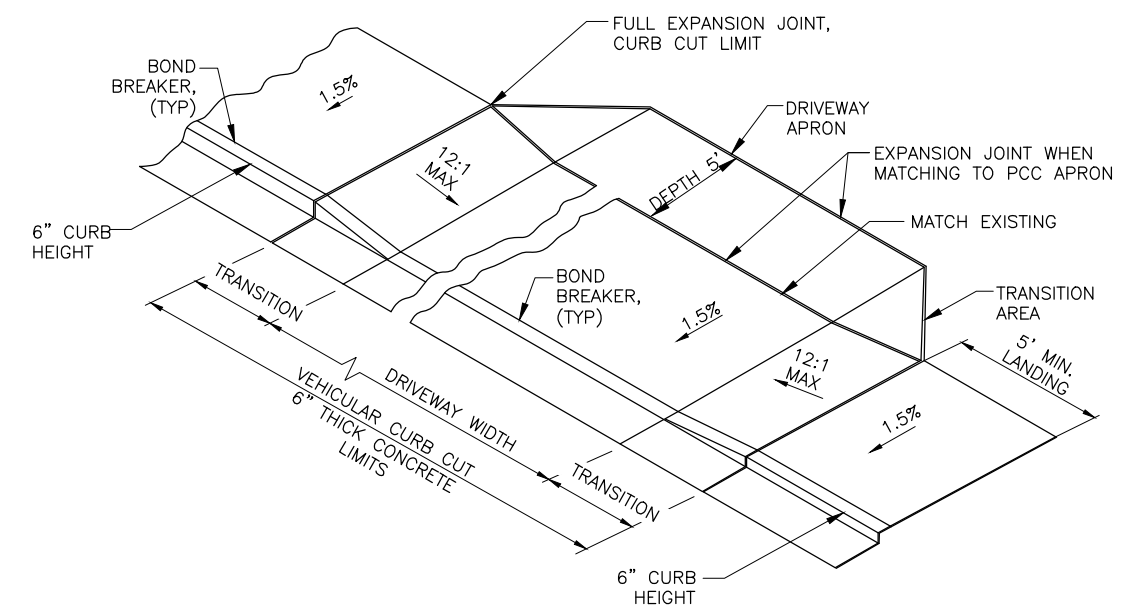 FULL EXPANSION JOINT,
CURB CUT LIMIT
BOND
BREAKER,
(TYP)
1.5%
DRIVEWAY
APRON
12:1
MAX
EXPANSION JOINT WHEN
MATCHING TO PCC APRON
DEPTH 5'
MATCH EXISTING
6" CURB
HEIGHT
BOND
BREAKER,
(TYP)
TRANSITION
AREA
TRANSITION
1.5%
5' MIN.
LANDING
12:1
MAX
DRIVEWAY WIDTH
1.5%
VEHICULAR CURB CUT
6" THICK CONCRETE
LIMITS
TRANSITION
6" CURB
HEIGHT